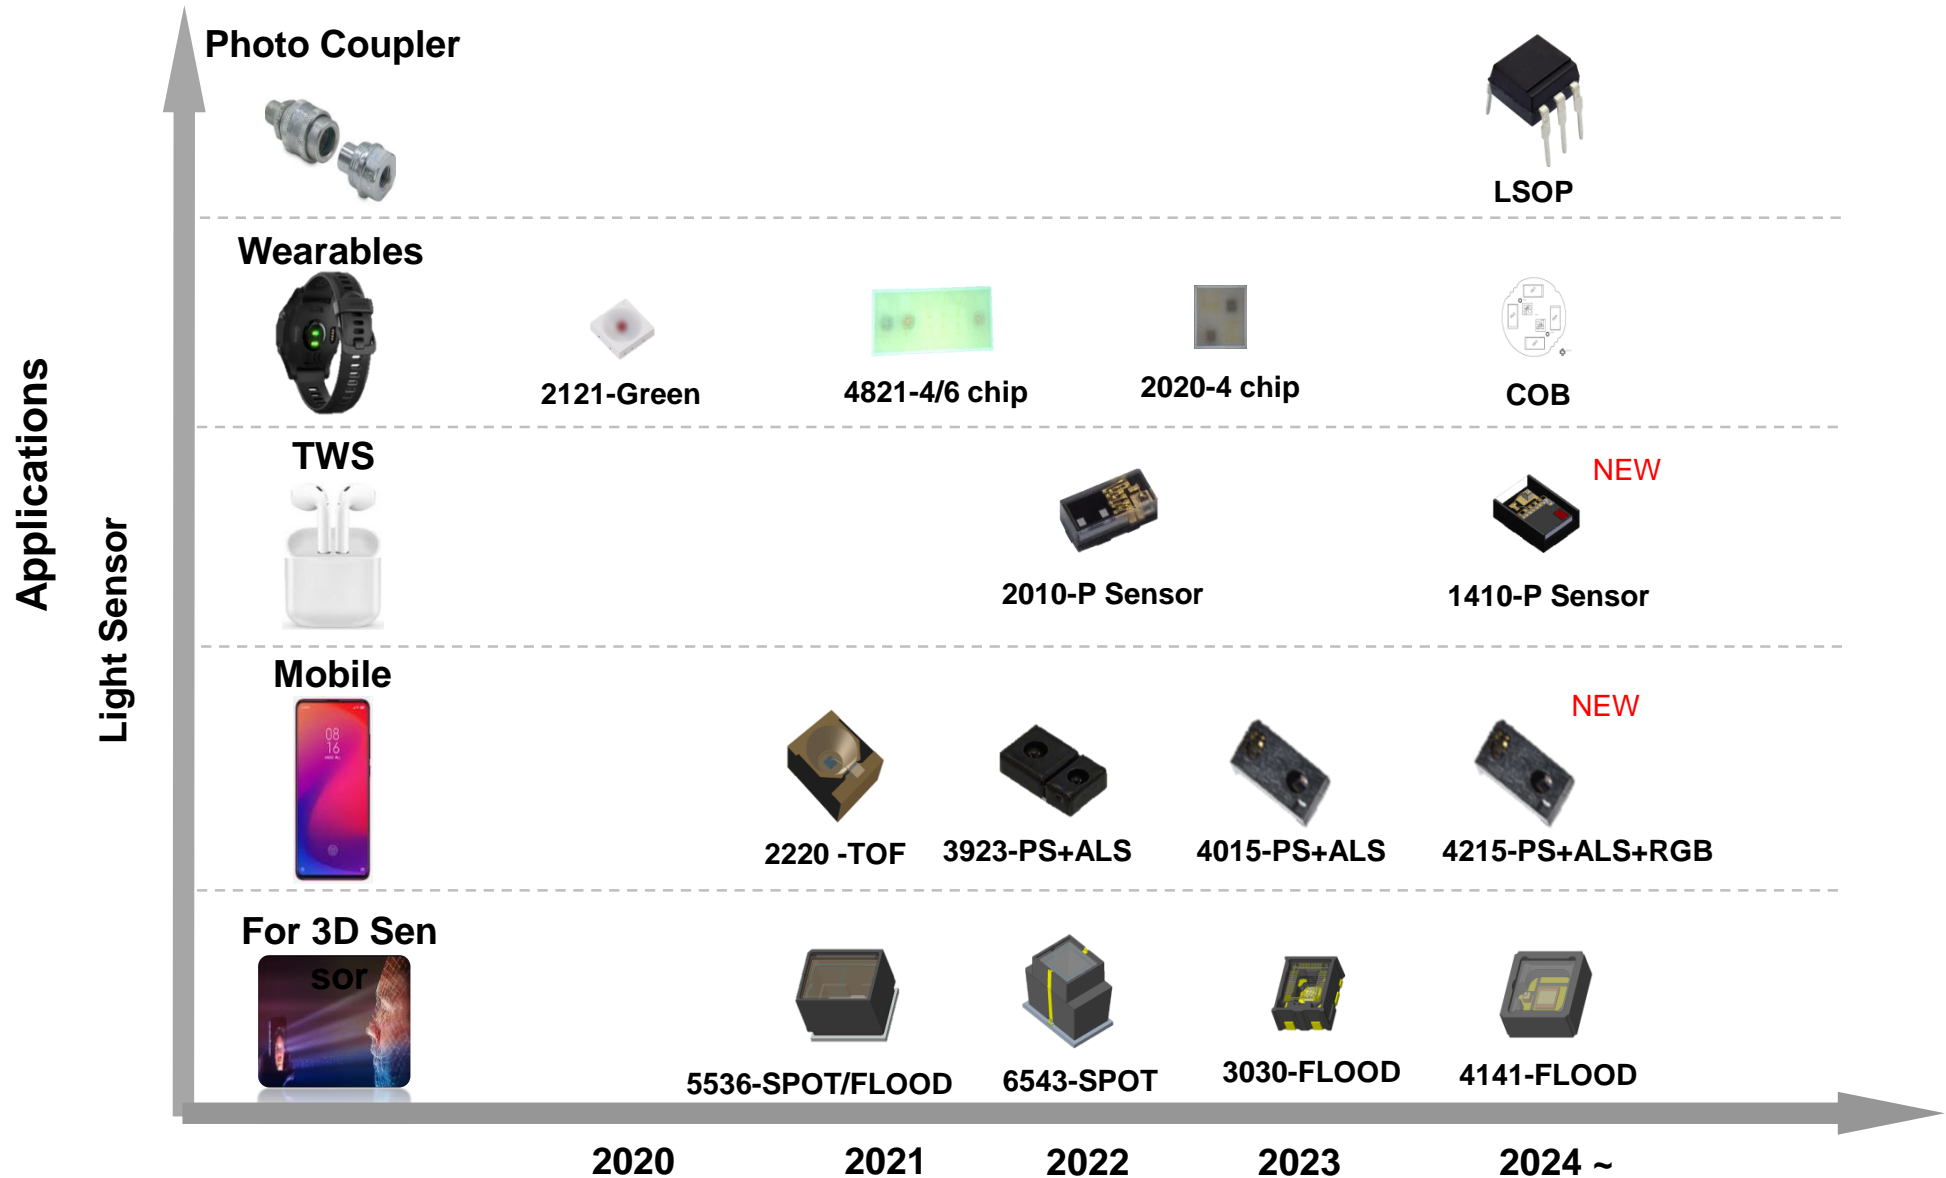 Photo Coupler
LSOP
Wearables
2121-Green
4821-4/6 chip
2020-4 chip
COB
TWS
NEW
2010-P Sensor
1410-P Sensor
Mobile
NEW
08
16
2220 -TOF
3923-PS+ALS
4015-PS+ALS
4215-PS+ALS+RGB
For 3D Sen
sor
5536-SPOT/FLOOD
6543-SPOT
3030-FLOOD
4141-FLOOD
Applications
Light Sensor
2020
2021
2022
2023
2024 ~